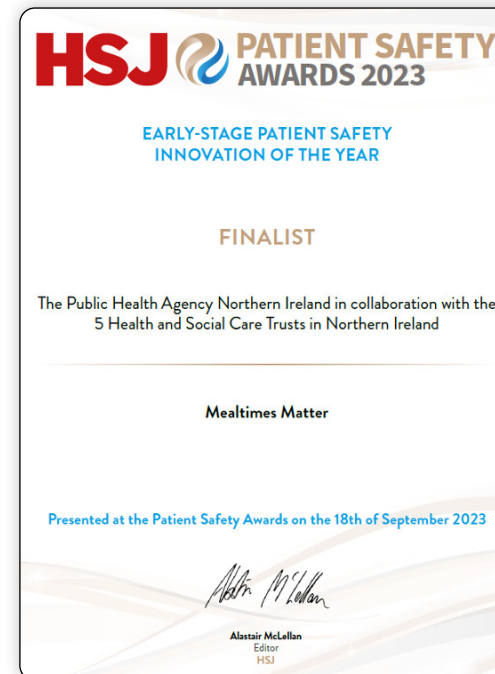 HSJ PATIENT SAFETY
AWARDS 2023
EARLY-STAGE PATIENT SAFETY
INNOVATION OF THE YEAR
FINALIST
The Public Health Agency Northern Ireland in collaboration with the
5 Health and Social Care Trusts in Northern Ireland
Mealtimes Matter
Presented at the Patient Safety Awards on the 18th of September 2023
Alastair McLellan
Editor
HSJ